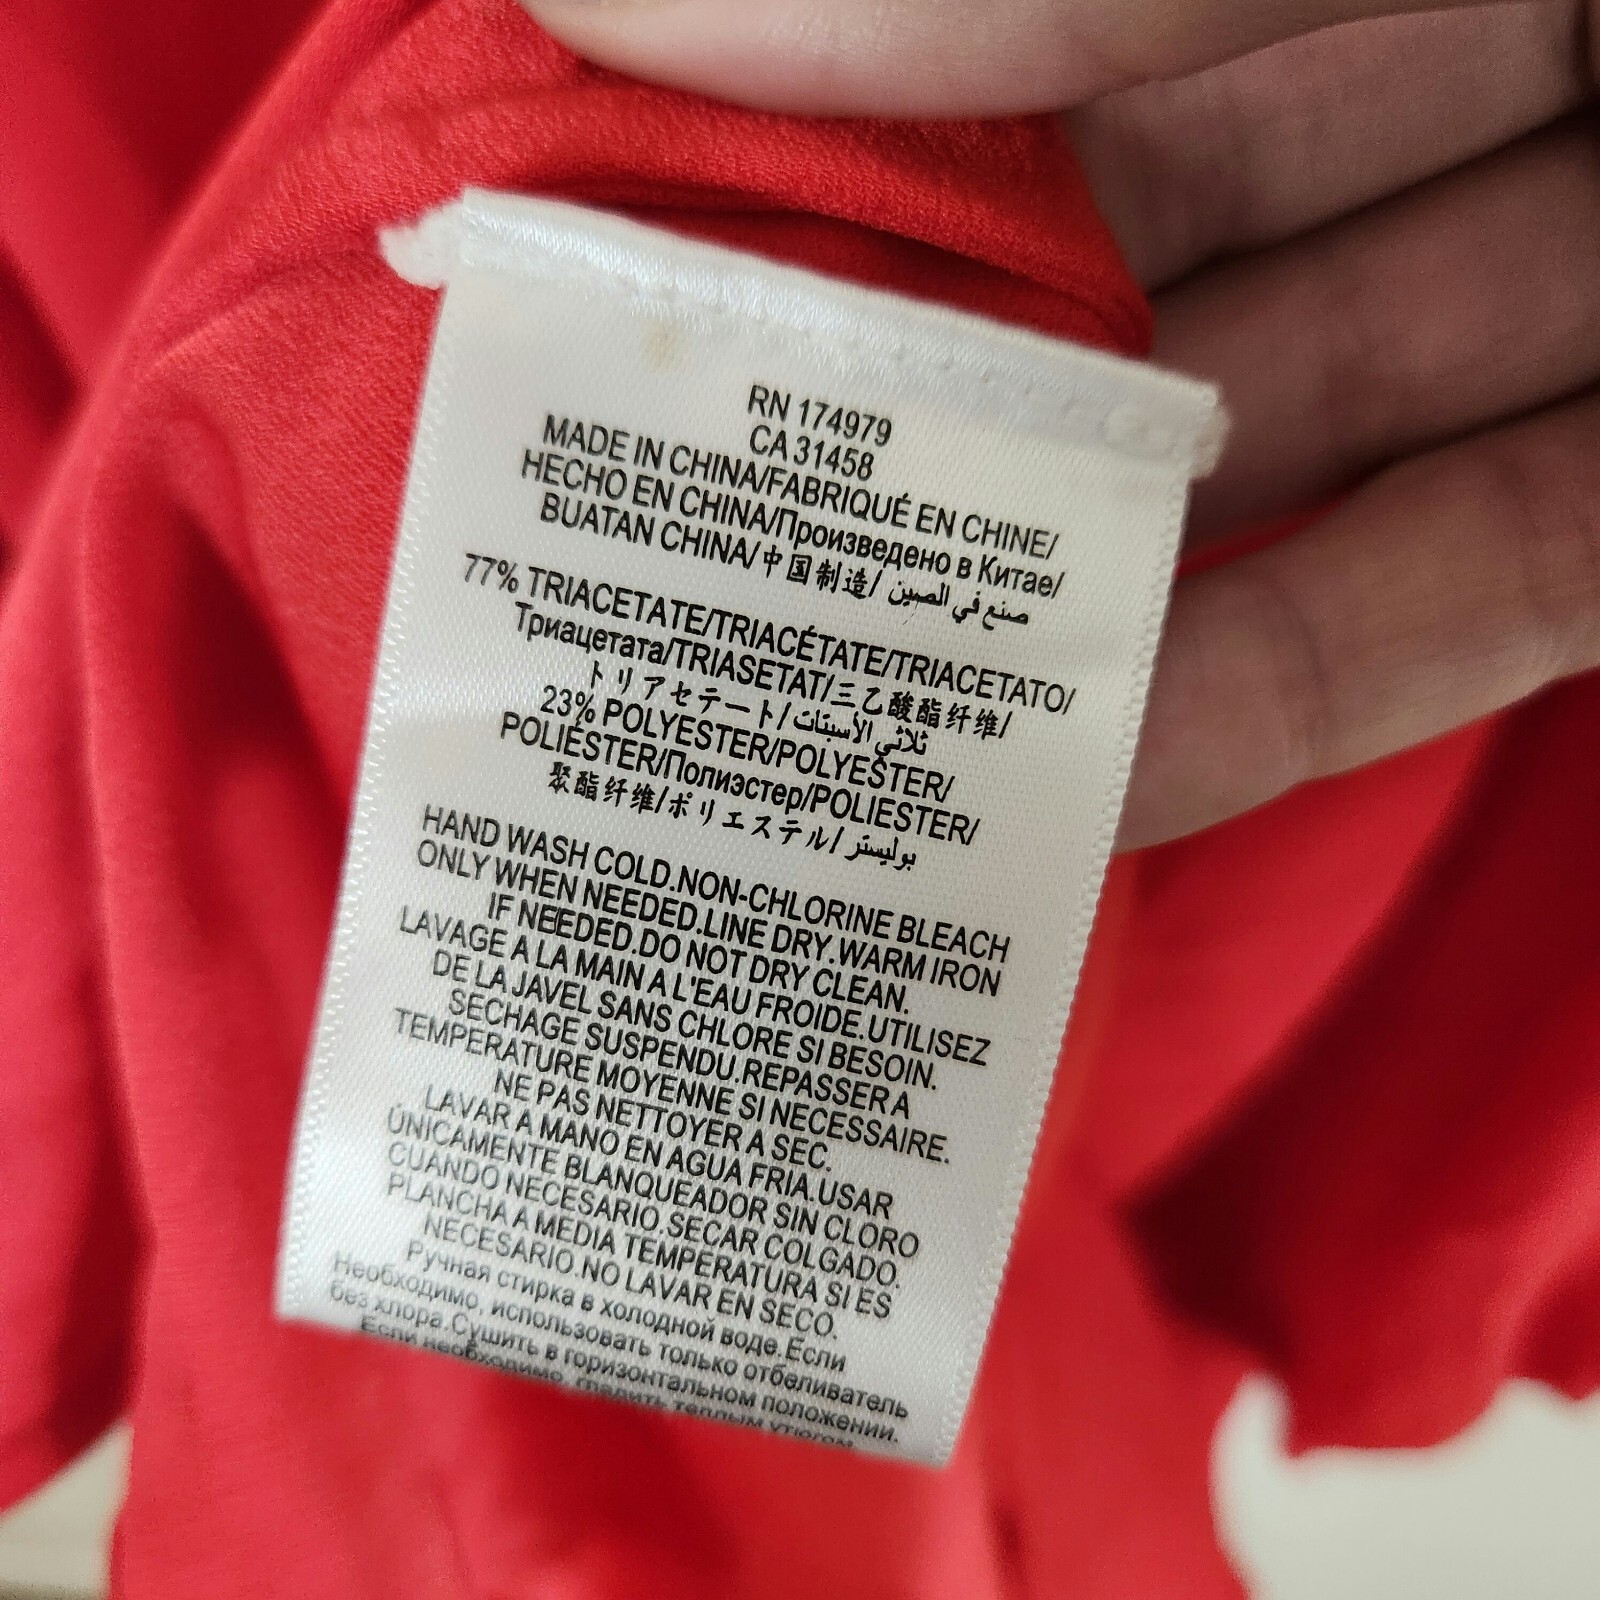 RN 174979
CA 31458
MADE IN CHINA/FABRIQUÉ EN CHINE/
HECHO EN CHINA/Произведено в Китае/
BUATAN CHINA/中国制造/ صنع في الصين
77% TRIACETATE/TRIACÉTATE/TRIACETATO/
Триацетата/TRIASETAT/三乙酸酯纤维/
トリアセテート/ ثلاثي الأسيتات
23% POLYESTER/POLYESTER/
POLIÉSTER/Полиэстер/POLIESTER/
聚酯纤维/ポリエステル/ بوليستر
HAND WASH COLD.NON-CHLORINE BLEACH
ONLY WHEN NEEDED.LINE DRY.WARM IRON
IF NEEDED.DO NOT DRY CLEAN.
LAVAGE A LA MAIN A L'EAU FROIDE.UTILISEZ
DE LA JAVEL SANS CHLORE SI BESOIN.
SECHAGE SUSPENDU.REPASSER A
TEMPERATURE MOYENNE SI NECESSAIRE.
NE PAS NETTOYER A SEC.
LAVAR A MANO EN AGUA FRIA.USAR
ÚNICAMENTE BLANQUEADOR SIN CLORO
CUANDO NECESARIO.SECAR COLGADO.
PLANCHA A MEDIA TEMPERATURA SI ES
NECESARIO.NO LAVAR EN SECO.
Ручная стирка в холодной воде.Если
Необходимо, использовать только отбеливатель
без хлора.Сушить в горизонтальном положении.
Если необходимо, гладить теплым утюгом.